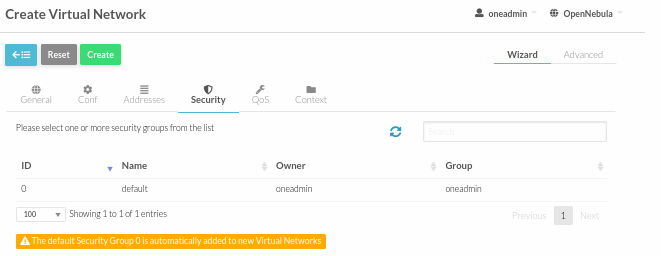 Create Virtual Network
oneadmin
OpenNebula
Reset
Create
Wizard
Advanced
General
Conf
Addresses
Security
QoS
Context
Please select one or more security groups from the list
Search
ID Name Owner Group
0 default oneadmin oneadmin
100 Showing 1 to 1 of 1 entries
Previous 1 Next
The default Security Group 0 is automatically added to new Virtual Networks